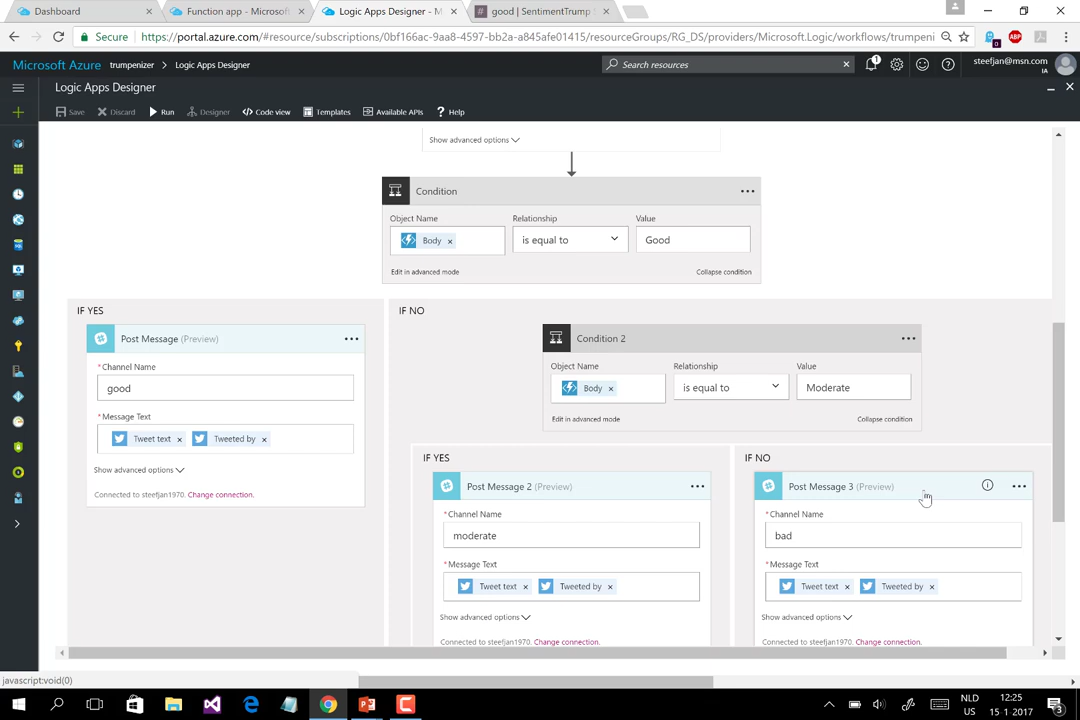 Dashboard
Function app - Microsoft
Logic Apps Designer - M
good | SentimentTrump
Secure
https://portal.azure.com/#resource/subscriptions/0bf166ac-9aa8-4597-bb2a-a845afe01415/resourceGroups/RG_DS/providers/Microsoft.Logic/workflows/trumpeni
ABP
Microsoft Azure trumpenizer > Logic Apps Designer
Search resources
1
steefjan@msn.com
IA
Logic Apps Designer
Save Discard Run Designer Code view Templates Available APIs Help
Show advanced options
Condition
Object Name Relationship Value
Body is equal to Good
Edit in advanced mode Collapse condition
IF YES
Post Message (Preview)
*Channel Name
good
*Message Text
Tweet text Tweeted by
Show advanced options
Connected to steefjan1970. Change connection.
IF NO
Condition 2
Object Name Relationship Value
Body is equal to Moderate
Edit in advanced mode Collapse condition
IF YES
Post Message 2 (Preview)
*Channel Name
moderate
*Message Text
Tweet text Tweeted by
Show advanced options
Connected to steefjan1970. Change connection.
IF NO
Post Message 3 (Preview)
*Channel Name
bad
*Message Text
Tweet text Tweeted by
Show advanced options
Connected to steefjan1970. Change connection.
javascript:void(0)
NLD
US
12:25
15 1 2017
3